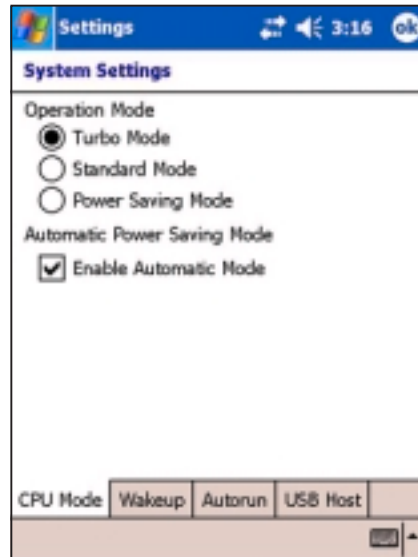 Settings 3:16 ok
System Settings
Operation Mode
Turbo Mode
Standard Mode
Power Saving Mode
Automatic Power Saving Mode
Enable Automatic Mode
CPU Mode Wakeup Autorun USB Host